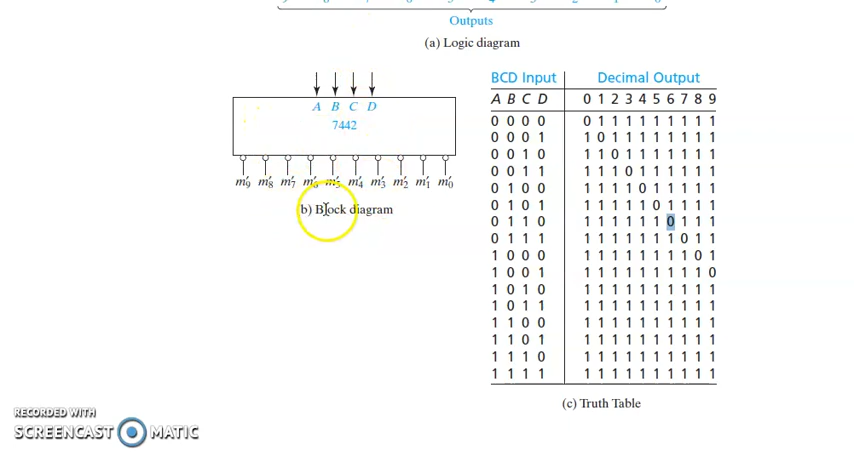 Outputs
(a) Logic diagram
A B C D
7442
m′9 m′8 m′7 m′6 m′5 m′4 m′3 m′2 m′1 m′0
b) Block diagram
BCD Input Decimal Output
A B C D 0 1 2 3 4 5 6 7 8 9
0 0 0 0 0 1 1 1 1 1 1 1 1 1
0 0 0 1 1 0 1 1 1 1 1 1 1 1
0 0 1 0 1 1 0 1 1 1 1 1 1 1
0 0 1 1 1 1 1 0 1 1 1 1 1 1
0 1 0 0 1 1 1 1 0 1 1 1 1 1
0 1 0 1 1 1 1 1 1 0 1 1 1 1
0 1 1 0 1 1 1 1 1 1 0 1 1 1
0 1 1 1 1 1 1 1 1 1 1 0 1 1
1 0 0 0 1 1 1 1 1 1 1 1 0 1
1 0 0 1 1 1 1 1 1 1 1 1 1 0
1 0 1 0 1 1 1 1 1 1 1 1 1 1
1 0 1 1 1 1 1 1 1 1 1 1 1 1
1 1 0 0 1 1 1 1 1 1 1 1 1 1
1 1 0 1 1 1 1 1 1 1 1 1 1 1
1 1 1 0 1 1 1 1 1 1 1 1 1 1
1 1 1 1 1 1 1 1 1 1 1 1 1 1
(c) Truth Table
RECORDED WITH
SCREENCAST MATIC